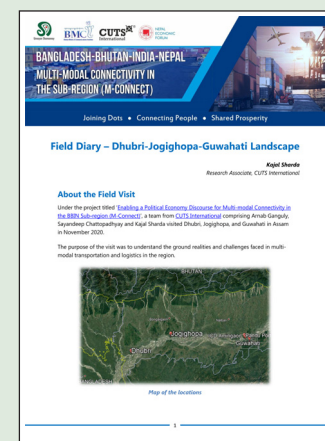 BMC
CUTS
International
NEPAL
ECONOMIC
FORUM
BANGLADESH-BHUTAN-INDIA-NEPAL
MULTI-MODAL CONNECTIVITY IN
THE SUB-REGION (M-CONNECT)
Joining Dots • Connecting People • Shared Prosperity
Field Diary – Dhubri-Jogighopa-Guwahati Landscape
Kajal Sharda
Research Associate, CUTS International
About the Field Visit
Under the project titled 'Enabling a Political Economy Discourse for Multi-modal Connectivity in
the BBIN Sub-region (M-Connect)', a team from CUTS International comprising Arnab Ganguly,
Sayandeep Chattopadhyay and Kajal Sharda visited Dhubri, Jogighopa, and Guwahati in Assam
in November 2020.
The purpose of the visit was to understand the ground realities and challenges faced in multi-
modal transportation and logistics in the region.
BHUTAN
Jogighopa
Guwahati
Dhubri
BANGLADESH
Map of the locations
1